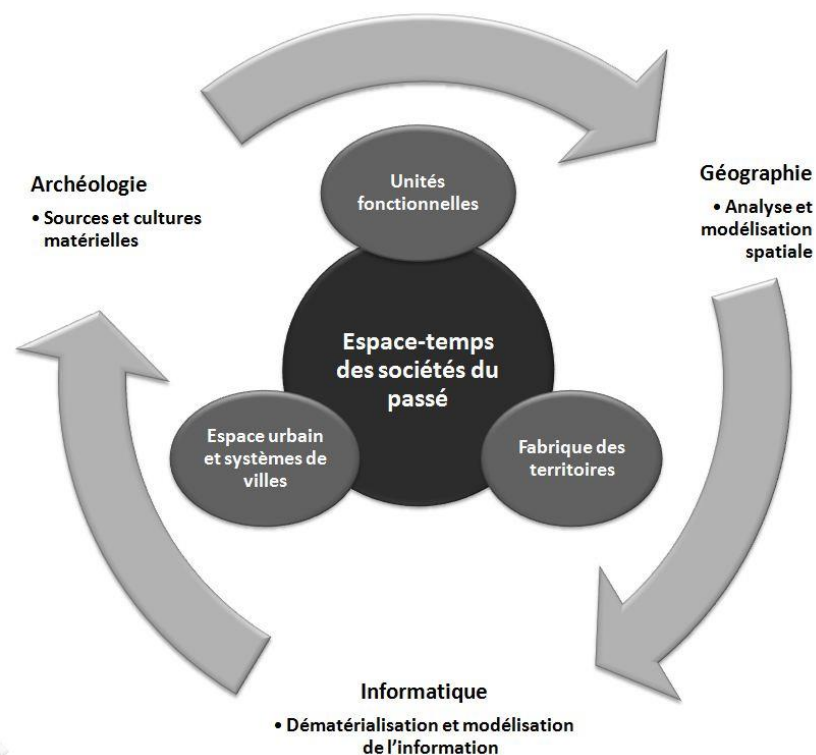 Archéologie
• Sources et cultures
matérielles
Unités
fonctionnelles
Géographie
• Analyse et
modélisation
spatiale
Espace-temps
des sociétés du
passé
Espace urbain
et systèmes de
villes
Fabrique des
territoires
Informatique
• Dématérialisation et modélisation
de l'information